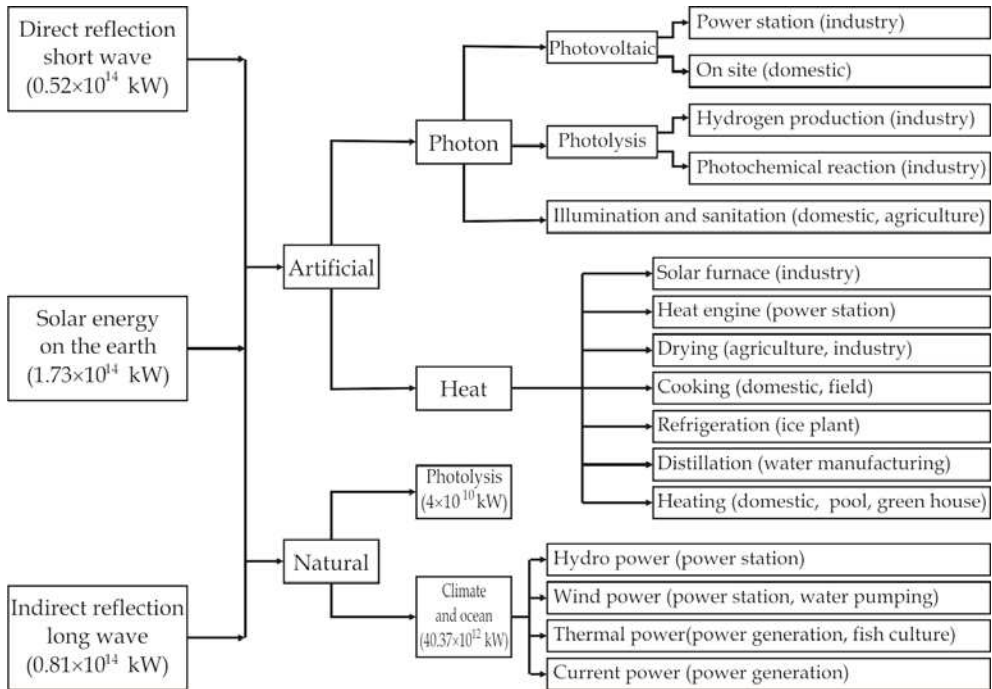 Direct reflection
short wave
(0.52×10¹⁴ kW)
Solar energy
on the earth
(1.73×10¹⁴ kW)
Indirect reflection
long wave
(0.81×10¹⁴ kW)
Artificial
Natural
Photon
Heat
Photolysis
(4×10¹⁰ kW)
Climate
and ocean
(40.37×10¹² kW)
Photovoltaic
Photolysis
Power station (industry)
On site (domestic)
Hydrogen production (industry)
Photochemical reaction (industry)
Illumination and sanitation (domestic, agriculture)
Solar furnace (industry)
Heat engine (power station)
Drying (agriculture, industry)
Cooking (domestic, field)
Refrigeration (ice plant)
Distillation (water manufacturing)
Heating (domestic, pool, green house)
Hydro power (power station)
Wind power (power station, water pumping)
Thermal power(power generation, fish culture)
Current power (power generation)